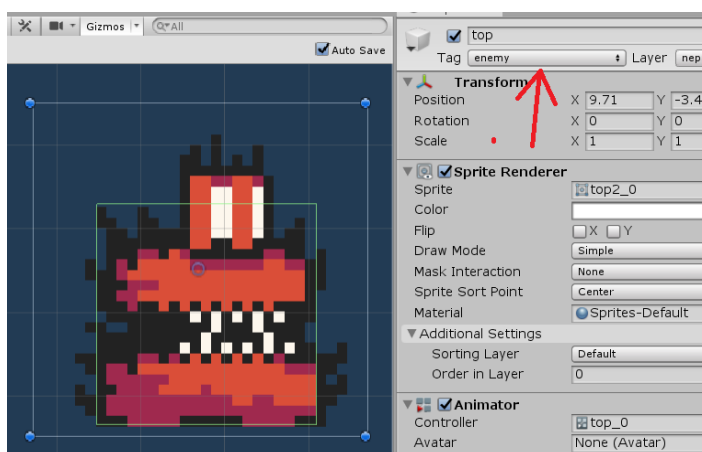 Gizmos
All
Auto Save
top
Tag enemy Layer nep
Transform
Position X 9.71 Y -3.4
Rotation X 0 Y 0
Scale X 1 Y 1
Sprite Renderer
Sprite top2_0
Color
Flip X Y
Draw Mode Simple
Mask Interaction None
Sprite Sort Point Center
Material Sprites-Default
Additional Settings
Sorting Layer Default
Order in Layer 0
Animator
Controller top_0
Avatar None (Avatar)